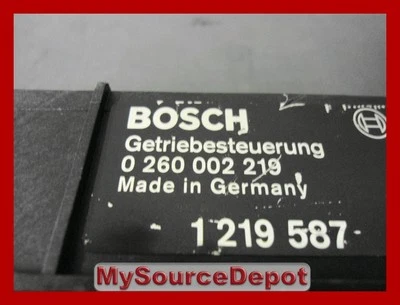 BOSCH
Getriebesteuerung
0 260 002 219
Made in Germany
1 219 587
MySourceDepot